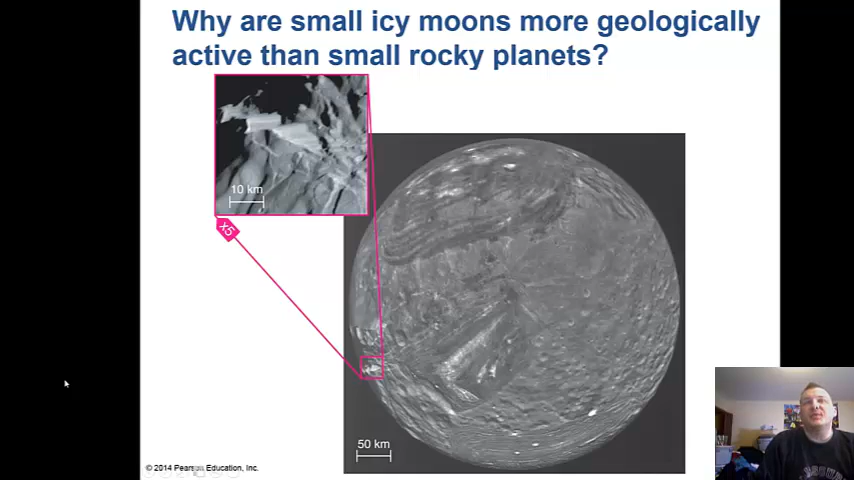 Why are small icy moons more geologically
active than small rocky planets?
10 km
x5
50 km
© 2014 Pearson Education, Inc.